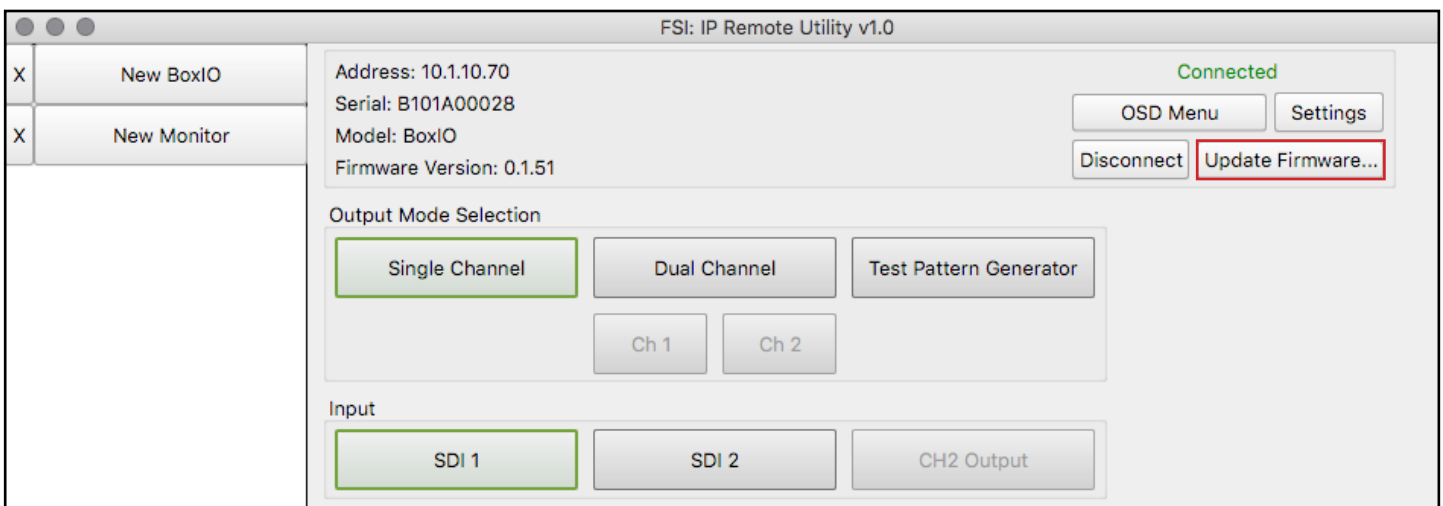 FSI: IP Remote Utility v1.0
X New BoxIO
X New Monitor
Address: 10.1.10.70
Serial: B101A00028
Model: BoxIO
Firmware Version: 0.1.51
Connected
OSD Menu Settings
Disconnect Update Firmware...
Output Mode Selection
Single Channel Dual Channel Test Pattern Generator
Ch 1 Ch 2
Input
SDI 1 SDI 2 CH2 Output